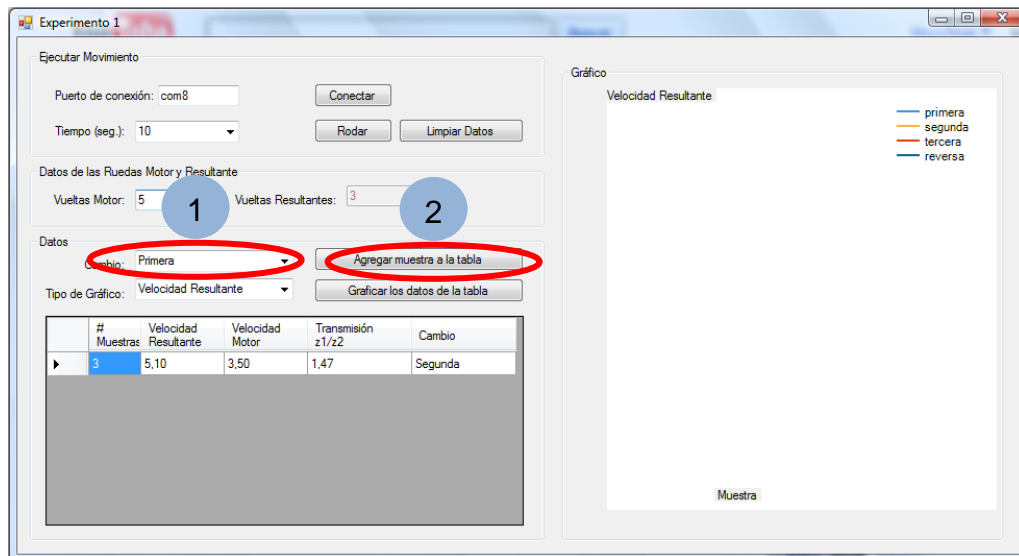 Experimento 1
Ejecutar Movimiento
Puerto de conexión: com8
Conectar
Tiempo (seg.): 10
Rodar
Limpiar Datos
Datos de las Ruedas Motor y Resultante
Vueltas Motor: 5
Vueltas Resultantes: 3
1
2
Datos
Cambio: Primera
Agregar muestra a la tabla
Tipo de Gráfico: Velocidad Resultante
Graficar los datos de la tabla
# Muestras Velocidad Resultante Velocidad Motor Transmisión z1/z2 Cambio
3 5,10 3,50 1,47 Segunda
Gráfico
Velocidad Resultante
primera
segunda
tercera
reversa
Muestra